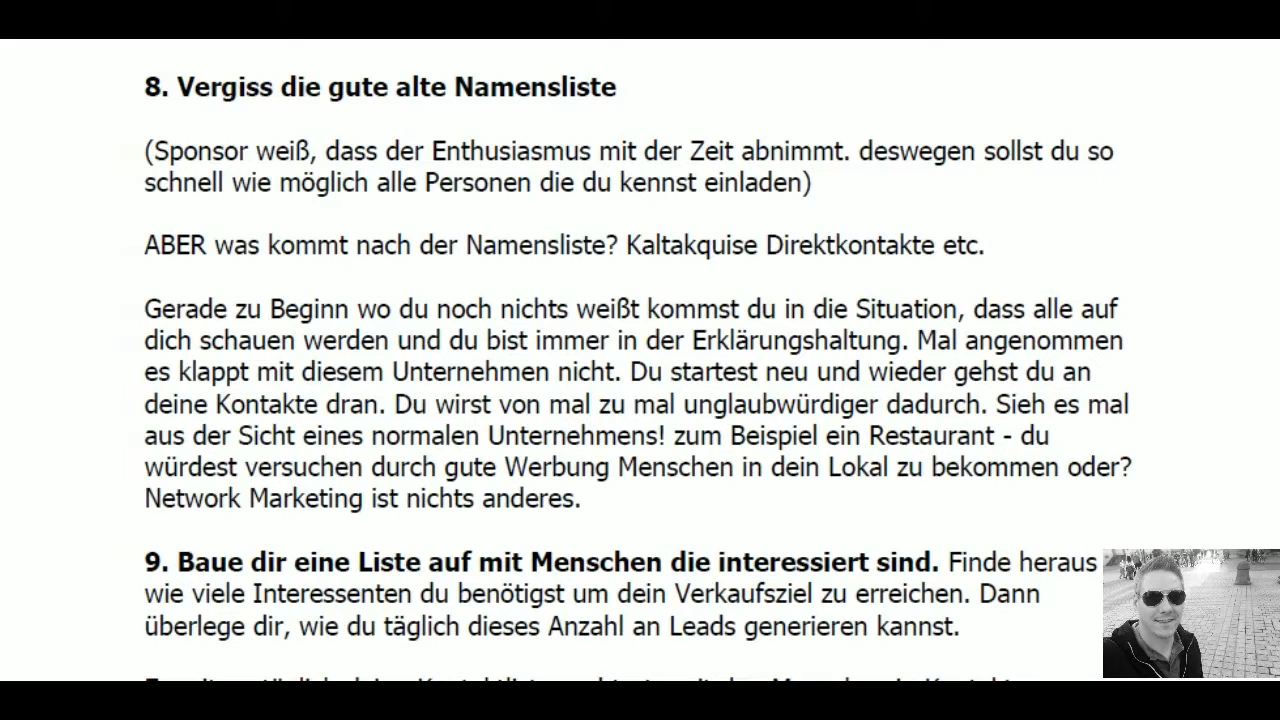 8. Vergiss die gute alte Namensliste
(Sponsor weiß, dass der Enthusiasmus mit der Zeit abnimmt. deswegen sollst du so
schnell wie möglich alle Personen die du kennst einladen)
ABER was kommt nach der Namensliste? Kaltakquise Direktkontakte etc.
Gerade zu Beginn wo du noch nichts weißt kommst du in die Situation, dass alle auf
dich schauen werden und du bist immer in der Erklärungshaltung. Mal angenommen
es klappt mit diesem Unternehmen nicht. Du startest neu und wieder gehst du an
deine Kontakte dran. Du wirst von mal zu mal unglaubwürdiger dadurch. Sieh es mal
aus der Sicht eines normalen Unternehmens! zum Beispiel ein Restaurant - du
würdest versuchen durch gute Werbung Menschen in dein Lokal zu bekommen oder?
Network Marketing ist nichts anderes.
9. Baue dir eine Liste auf mit Menschen die interessiert sind. Finde heraus
wie viele Interessenten du benötigst um dein Verkaufsziel zu erreichen. Dann
überlege dir, wie du täglich dieses Anzahl an Leads generieren kannst.